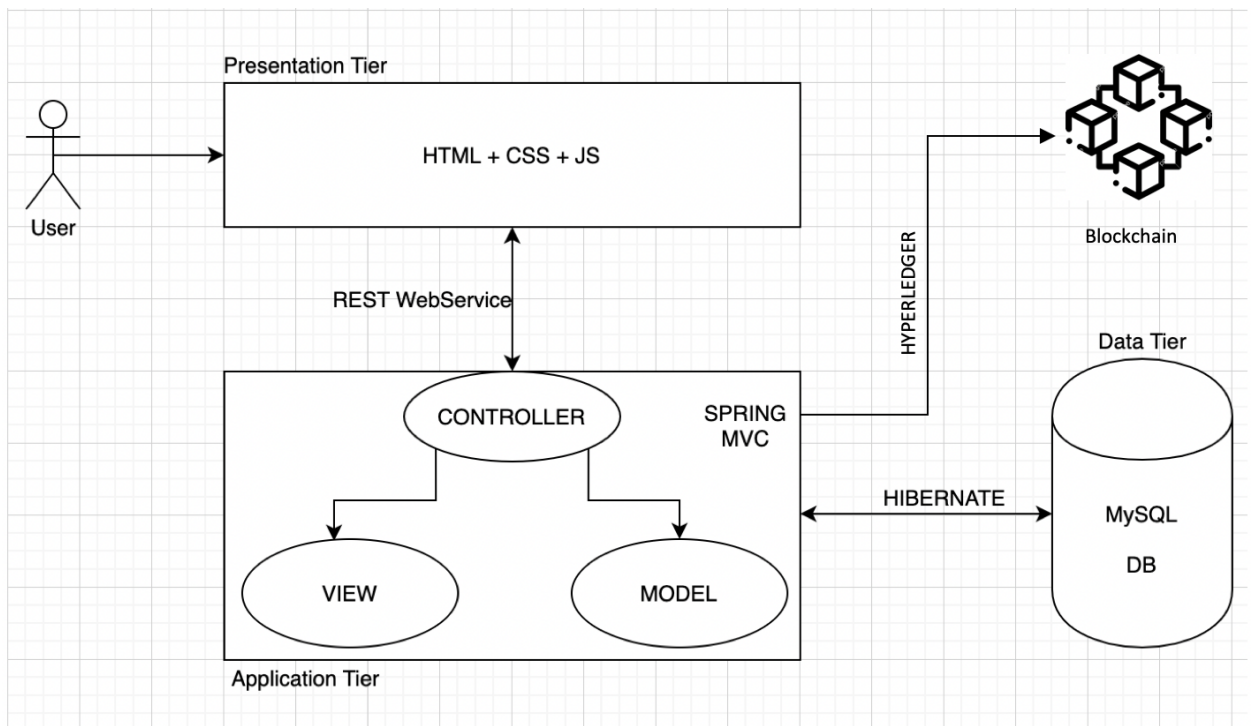 Presentation Tier
HTML + CSS + JS
User
Blockchain
REST WebService
HYPERLEDGER
Data Tier
CONTROLLER
SPRING
MVC
HIBERNATE
MySQL
DB
VIEW
MODEL
Application Tier